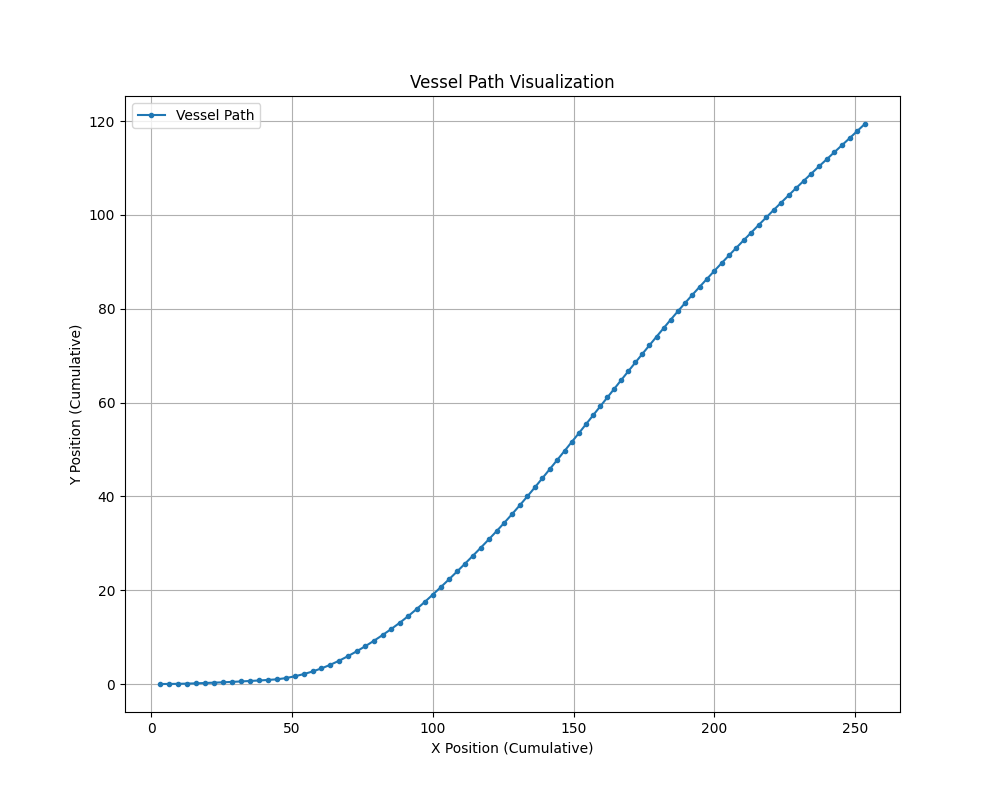 Vessel Path Visualization
Vessel Path
120
100
80
60
40
20
0
Y Position (Cumulative)
0 50 100 150 200 250
X Position (Cumulative)